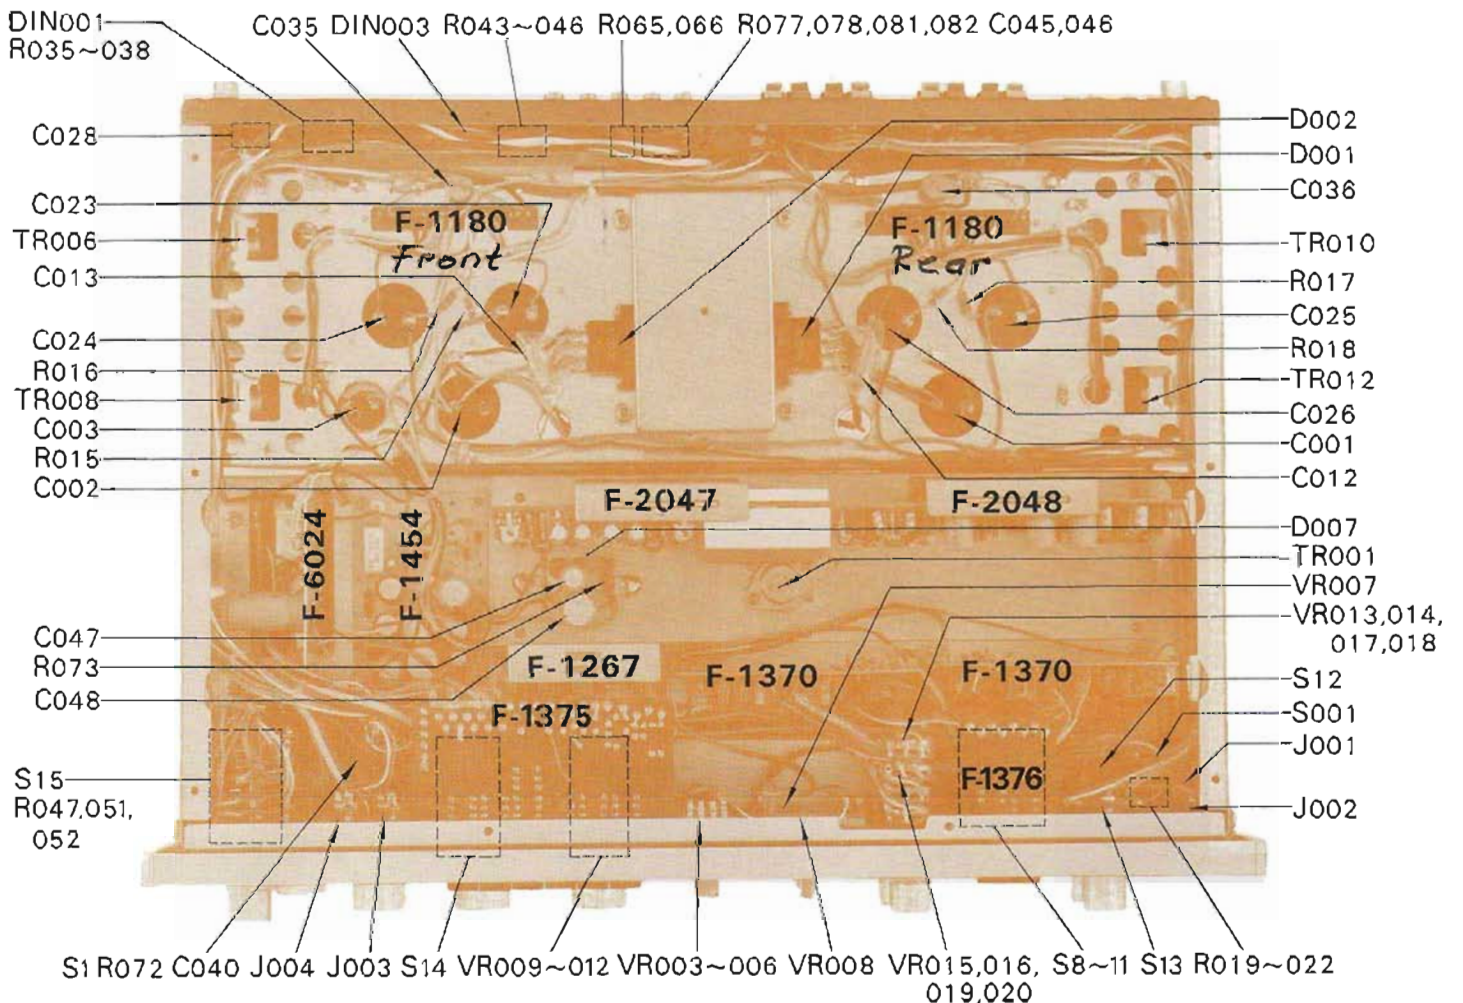 DIN001
R035~038
C035 DIN003 R043~046 R065,066 R077,078,081,082 C045,046
C028
C023
TR006
C013
C024
R016
TR008
C003
R015
C002
D002
D001
C036
TR010
R017
C025
R018
TR012
C026
C001
C012
F-1180
Front
F-1180
Rear
F-2047
F-2048
F-6024
F-1454
D007
TR001
VR007
VR013,014,
017,018
C047
R073
C048
F-1267
F-1370
F-1370
F-1375
F-1376
S12
S001
J001
J002
S15
R047,051,
052
S1 R072 C040 J004 J003 S14 VR009~012 VR003~006 VR008 VR015,016, S8~11 S13 R019~022
019,020